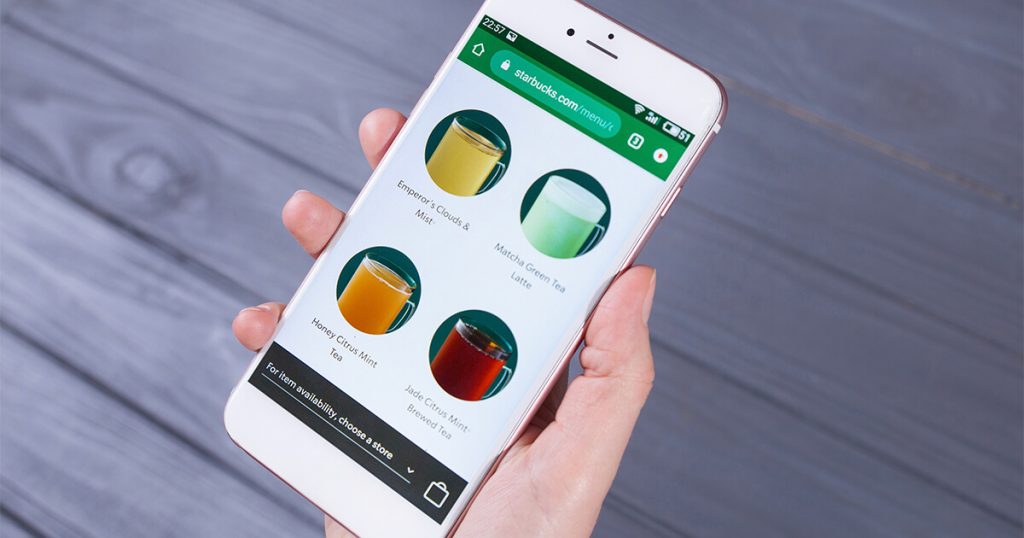 22:57
51
starbucks.com/menu/
3
Emperor's Clouds &
Mist
Matcha Green Tea
Latte
Honey Citrus Mint
Tea
Jade Citrus Mint
Brewed Tea
For item availability, choose a store